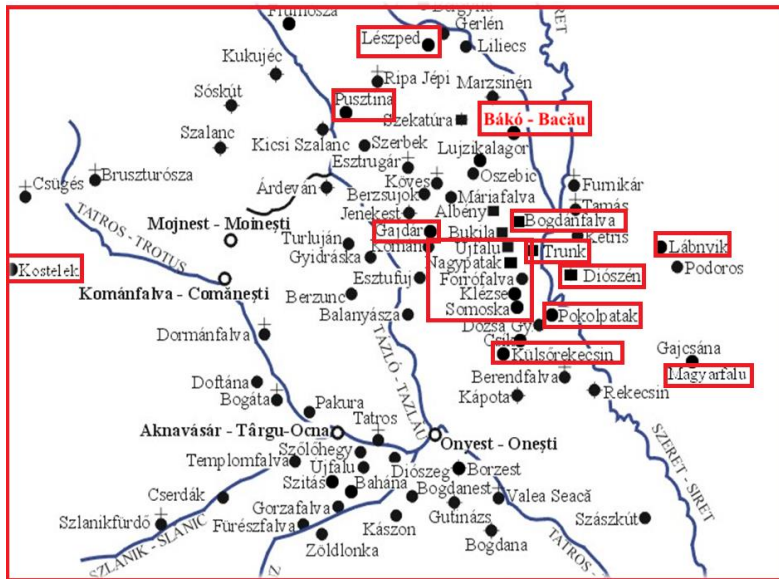 Frumósza
Gerlén
Lészped
Liliecs
SIRET
Kukujéc
Ripa Jépi
Marzsinén
Sóskút
Pusztina
Szekatúra
Bákó - Bacău
Szalanc
Kicsi Szalanc
Szerbek
Lujzikalagor
Esztrugár
Oszebic
Csügés
Bruszturósza
Árdeván
Köves
Berzsujok
Máriafalva
Fumikár
Tamás
Jenekest
Albény
Bogdánfalva
TATROS - TROTUS
Mojnest - Moinești
Turluján
Gajdár
Bukila
Ketris
Lábnyik
Gyidráska
Komán
Újfalu
Trunk
Podoros
Kostelek
Nagypatak
Diószén
Kománfalva - Comănești
Esztufuj
Forrófalva
Berzunc
Klézse
Balanyásza
Somoska
Pokolpatak
Dormánfalva
TÁZLÓ - TAZLĂU
Dózsa Gy.
Csík
Külsőrekecsin
Gajcsána
Magyarfalu
Doftána
Berendfalva
Bogáta
Kápota
Rekecsin
Pakura
Aknavásár - Târgu-Ocna
Tatros
Onyest - Onești
SZERET - SIRET
Szőlőhegy
Templomfalva
Újfalu
Diószeg
Borzest
Szitás
Bahána
Cserdák
Bogdanest
Valea Seacă
Gorzafalva
Szlanikfürdő
Fürészfalva
Kászon
Gutinázs
Szászkút
SZLANIK - SLANIC
Zöldlonka
Bogdana
TATROS -